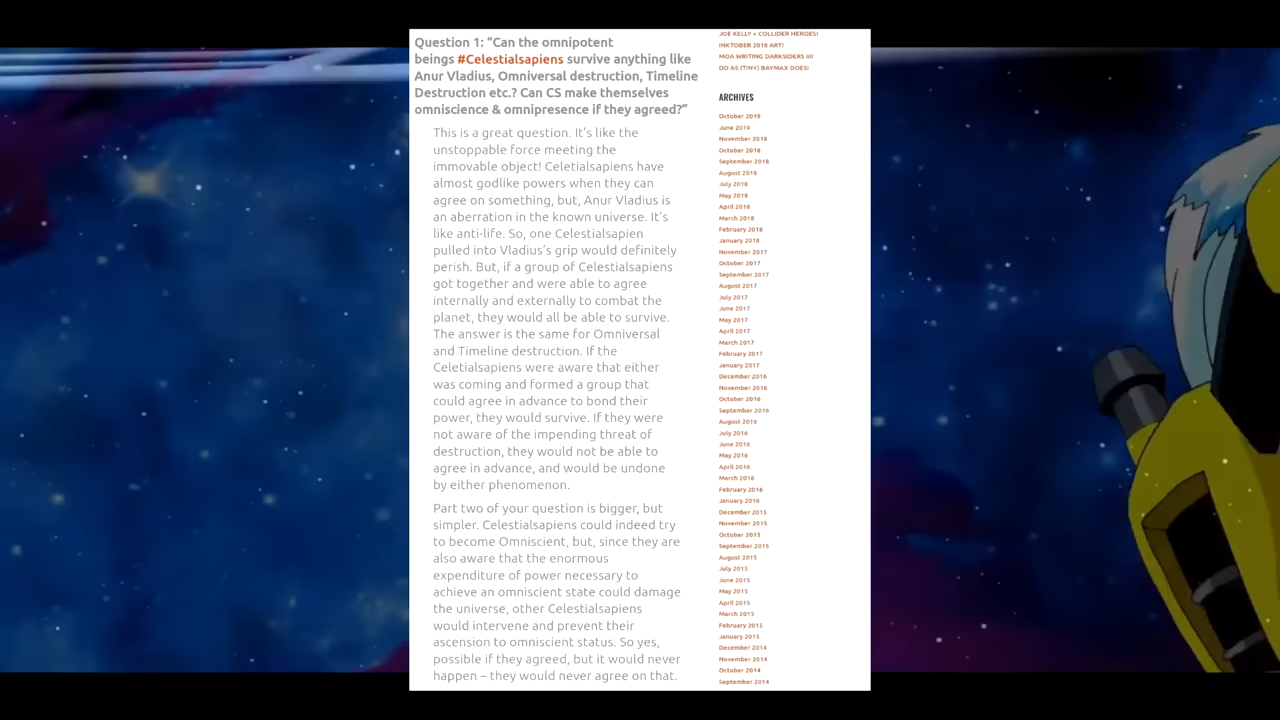 Question 1: “Can the omnipotent
beings #Celestialsapiens survive anything like
Anur Vladius, Omniversal destruction, Timeline
Destruction etc.? Can CS make themselves
omniscience & omnipresence if they agreed?”
This is a great question. It’s like the
unstoppable force meeting the
immovable object! Celetialsapiens have
almost godlike powers when they can
agree on something, but, Anur Vladius is
an aberration in the known universe. It’s
like anti-life. So, one Celestialsapien
pulled into Vladius’s grip would definitely
perish. But, if a group of Celestialsapiens
got together and were able to agree
internally and externally to combat the
planet, they would all be able to survive.
The answer is the same for Omniversal
and Timeline destruction. If the
Celetialsapiens were aware that either
was coming and formed a group that
could agree in advance to bond their
power, they would survive. If they were
not aware of the impending threat of
destruction, they would not be able to
agree in advance, and would be undone
by either phenomenon.
Part two of your question is bigger, but
simpler. Celestialsapiens could indeed try
to become Omniscient, but, since they are
also aware that the enormous
expenditure of power necessary to
achieve an omniscient state could damage
the universe, other Celestialsapiens
would intervene and prevent their
ascension to omniscient status. So yes,
possible if they agreed, but it would never
happen – they would never agree on that.
JOE KELLY + COLLIDER HEROES!
INKTOBER 2018 ART!
MOA WRITING DARKSIDERS III!
DO AS (TINY) BAYMAX DOES!
ARCHIVES
October 2019
June 2019
November 2018
October 2018
September 2018
August 2018
July 2018
May 2018
April 2018
March 2018
February 2018
January 2018
November 2017
October 2017
September 2017
August 2017
July 2017
June 2017
May 2017
April 2017
March 2017
February 2017
January 2017
December 2016
November 2016
October 2016
September 2016
August 2016
July 2016
June 2016
May 2016
April 2016
March 2016
February 2016
January 2016
December 2015
November 2015
October 2015
September 2015
August 2015
July 2015
June 2015
May 2015
April 2015
March 2015
February 2015
January 2015
December 2014
November 2014
October 2014
September 2014